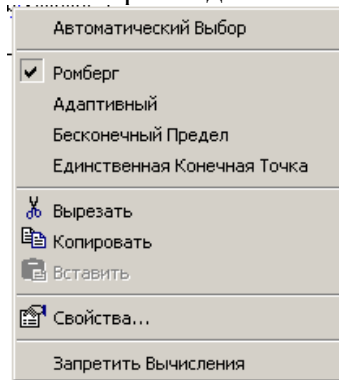 Автоматический Выбор
Ромберг
Адаптивный
Бесконечный Предел
Единственная Конечная Точка
Вырезать
Копировать
Вставить
Свойства...
Запретить Вычисления